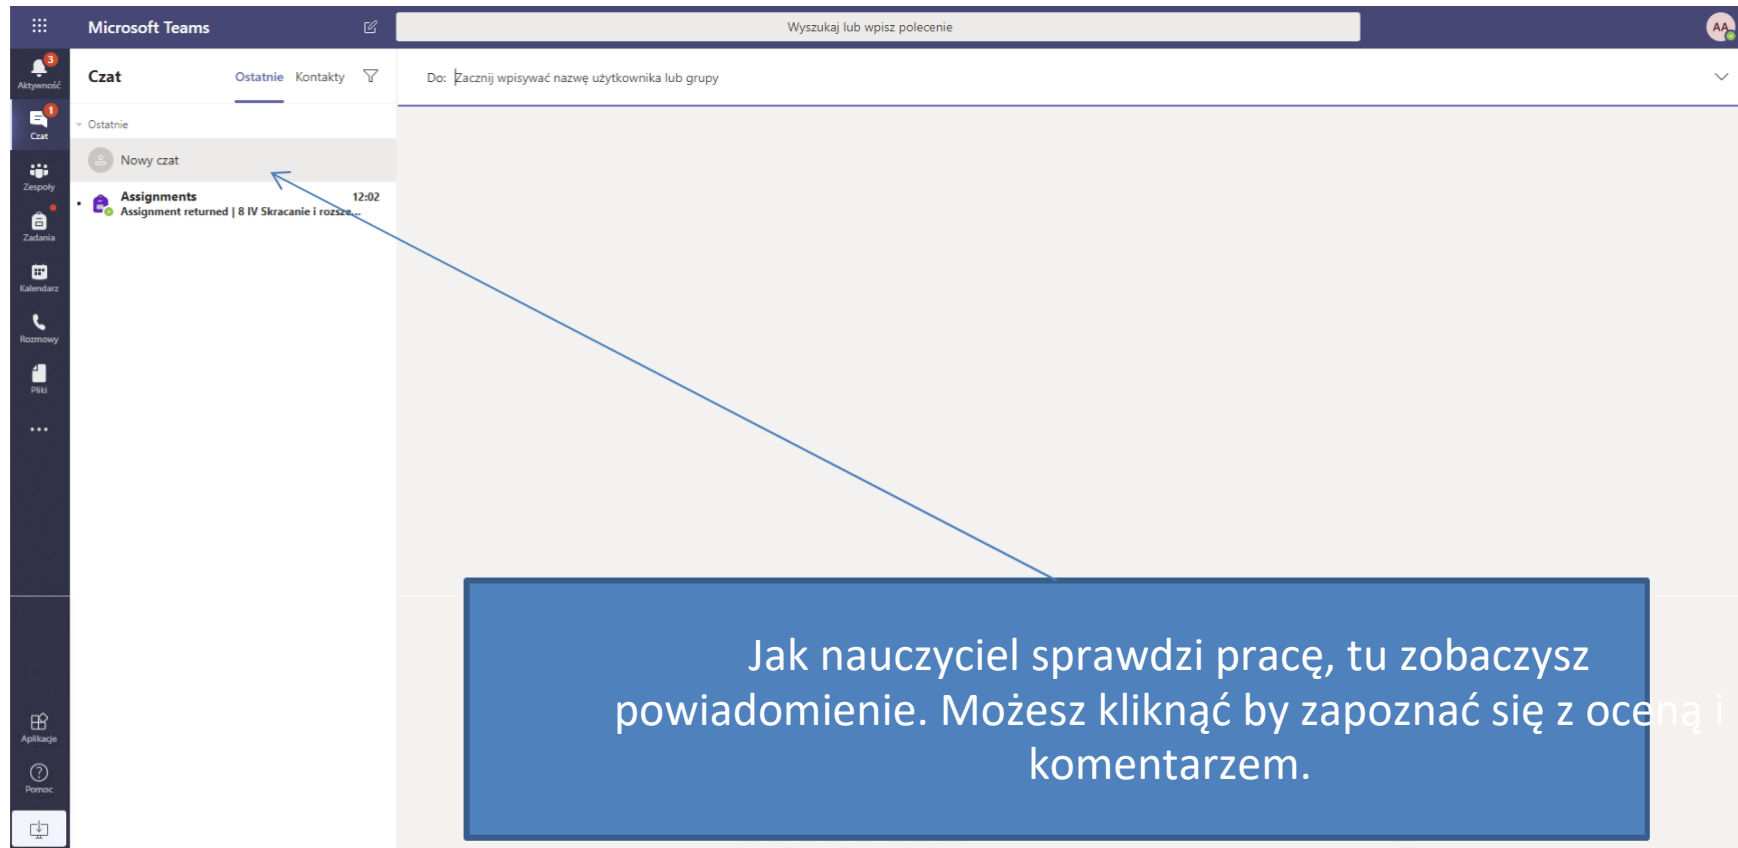 Microsoft Teams
Wyszukaj lub wpisz polecenie
AA
3
Aktywność
Czat
Ostatnie Kontakty
Do: Zacznij wpisywać nazwę użytkownika lub grupy
1
Czat
Ostatnie
Nowy czat
Zespoły
Assignments 12:02
Assignment returned | 8 IV Skracanie i rozsze...
Zadania
Kalendarz
Rozmowy
Pliki
Jak nauczyciel sprawdzi pracę, tu zobaczysz
powiadomienie. Możesz kliknąć by zapoznać się z oceną i
komentarzem.
Aplikacje
Pomoc